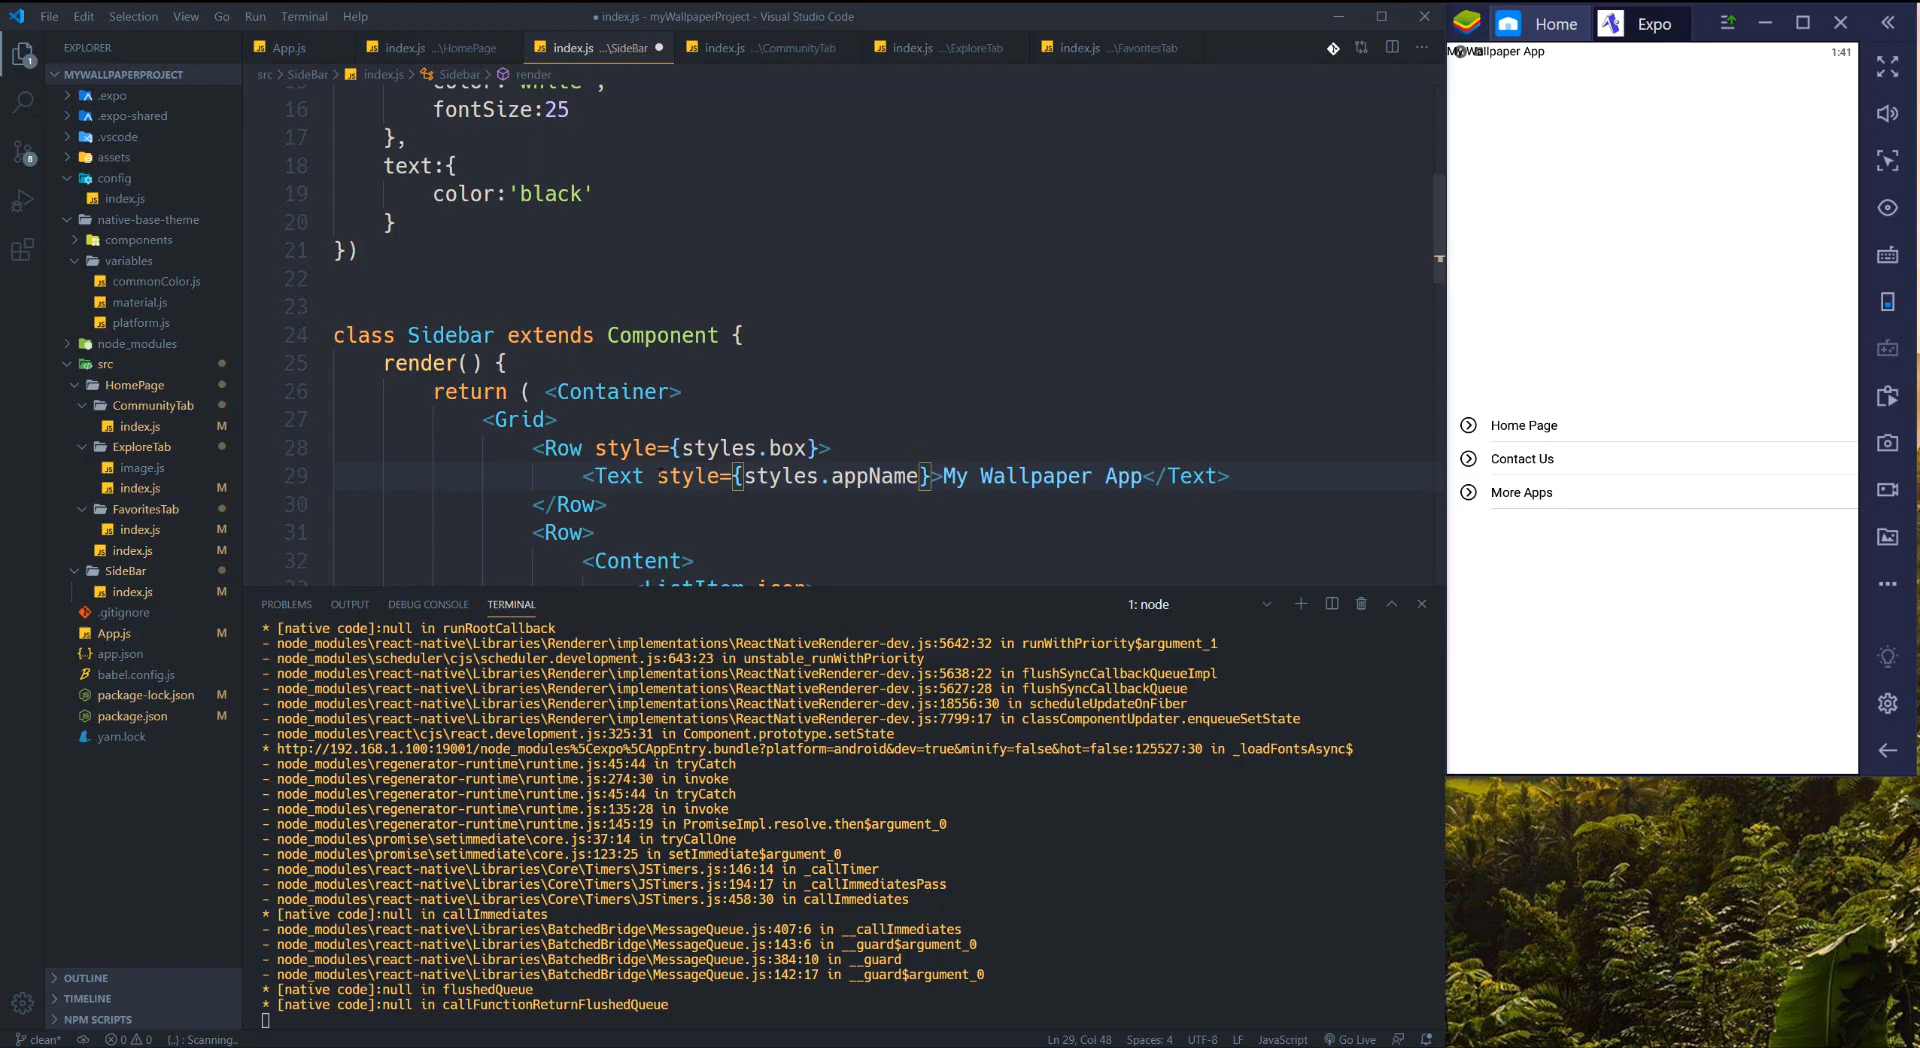 File Edit Selection View Go Run Terminal Help
● index.js - myWallpaperProject - Visual Studio Code
Home
Expo
EXPLORER
App.js
index.js ...\HomePage
index.js ...\SideBar
index.js ...\CommunityTab
index.js ...\ExploreTab
index.js ...\FavoritesTab
src > SideBar > index.js > Sidebar > render
MYWALLPAPERPROJECT
.expo
.expo-shared
.vscode
assets
config
index.js
native-base-theme
components
variables
commonColor.js
material.js
platform.js
node_modules
src
HomePage
CommunityTab
index.js M
ExploreTab
image.js
index.js M
FavoritesTab
index.js M
index.js M
SideBar
index.js M
.gitignore
App.js M
app.json
babel.config.js
package-lock.json M
package.json M
yarn.lock
OUTLINE
TIMELINE
NPM SCRIPTS
1
8
15 color:'white',
16 fontSize:25
17 },
18 text:{
19 color:'black'
20 }
21 })
22
23
24 class Sidebar extends Component {
25 render() {
26 return ( <Container>
27 <Grid>
28 <Row style={styles.box}>
29 <Text style={styles.appName}>My Wallpaper App</Text>
30 </Row>
31 <Row>
32 <Content>
33 <ListItem icon>
PROBLEMS OUTPUT DEBUG CONSOLE TERMINAL 1: node
* [native code]:null in runRootCallback
- node_modules\react-native\Libraries\Renderer\implementations\ReactNativeRenderer-dev.js:5642:32 in runWithPriority$argument_1
- node_modules\scheduler\cjs\scheduler.development.js:643:23 in unstable_runWithPriority
- node_modules\react-native\Libraries\Renderer\implementations\ReactNativeRenderer-dev.js:5638:22 in flushSyncCallbackQueueImpl
- node_modules\react-native\Libraries\Renderer\implementations\ReactNativeRenderer-dev.js:5627:28 in flushSyncCallbackQueue
- node_modules\react-native\Libraries\Renderer\implementations\ReactNativeRenderer-dev.js:18556:30 in scheduleUpdateOnFiber
- node_modules\react-native\Libraries\Renderer\implementations\ReactNativeRenderer-dev.js:7799:17 in classComponentUpdater.enqueueSetState
- node_modules\react\cjs\react.development.js:325:31 in Component.prototype.setState
* http://192.168.1.100:19001/node_modules%5Cexpo%5CAppEntry.bundle?platform=android&dev=true&minify=false&hot=false:125527:30 in _loadFontsAsync$
- node_modules\regenerator-runtime\runtime.js:45:44 in tryCatch
- node_modules\regenerator-runtime\runtime.js:274:30 in invoke
- node_modules\regenerator-runtime\runtime.js:45:44 in tryCatch
- node_modules\regenerator-runtime\runtime.js:135:28 in invoke
- node_modules\regenerator-runtime\runtime.js:145:19 in PromiseImpl.resolve.then$argument_0
- node_modules\promise\setimmediate\core.js:37:14 in tryCallOne
- node_modules\promise\setimmediate\core.js:123:25 in setImmediate$argument_0
- node_modules\react-native\Libraries\Core\Timers\JSTimers.js:146:14 in _callTimer
- node_modules\react-native\Libraries\Core\Timers\JSTimers.js:194:17 in _callImmediatesPass
- node_modules\react-native\Libraries\Core\Timers\JSTimers.js:458:30 in callImmediates
* [native code]:null in callImmediates
- node_modules\react-native\Libraries\BatchedBridge\MessageQueue.js:407:6 in __callImmediates
- node_modules\react-native\Libraries\BatchedBridge\MessageQueue.js:143:6 in __guard$argument_0
- node_modules\react-native\Libraries\BatchedBridge\MessageQueue.js:384:10 in __guard
- node_modules\react-native\Libraries\BatchedBridge\MessageQueue.js:142:17 in __guard$argument_0
* [native code]:null in flushedQueue
* [native code]:null in callFunctionReturnFlushedQueue
clean* 0 0 {..} : Scanning.. Ln 29, Col 48 Spaces: 4 UTF-8 LF JavaScript Go Live
My Wallpaper App 1:41
Home Page
Contact Us
More Apps